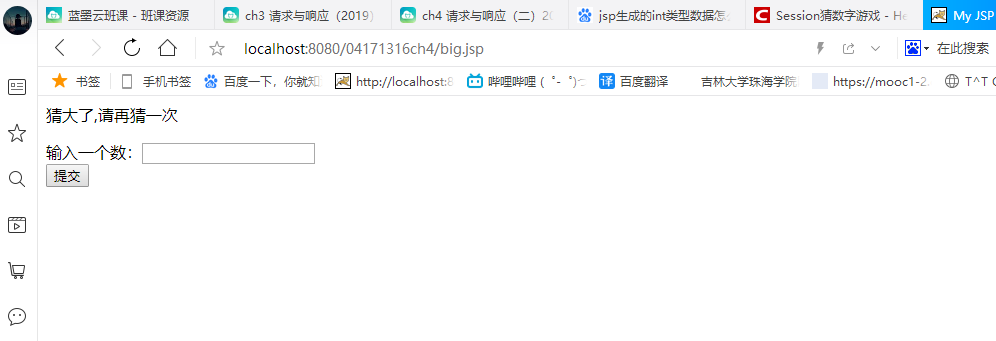 蓝墨云班课 - 班课资源 ch3 请求与响应（2019） ch4 请求与响应（二）20 jsp生成的int类型数据怎么 Session猜数字游戏 - He My JSP
localhost:8080/04171316ch4/big.jsp 在此搜索
书签 手机书签 百度一下，你就知 http://localhost:8 哔哩哔哩 ( ゜- ゜)つ 百度翻译 吉林大学珠海学院 https://mooc1-2. T^T
猜大了,请再猜一次
输入一个数：
提交